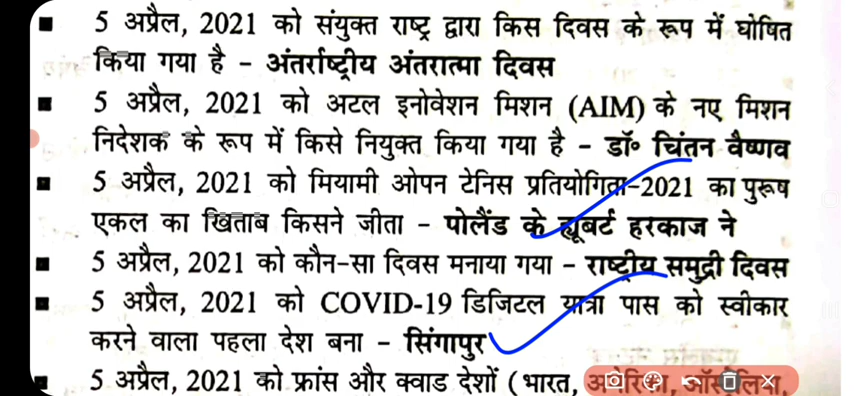 ▪ 5 अप्रैल, 2021 को संयुक्त राष्ट्र द्वारा किस दिवस के रूप में घोषित
किया गया है – अंतर्राष्ट्रीय अंतरात्मा दिवस
▪ 5 अप्रैल, 2021 को अटल इनोवेशन मिशन (AIM) के नए मिशन
निदेशक के रूप में किसे नियुक्त किया गया है – डॉ॰ चिंतन वैष्णव
▪ 5 अप्रैल, 2021 को मियामी ओपन टेनिस प्रतियोगिता-2021 का पुरूष
एकल का खिताब किसने जीता – पोलैंड के ह्यूबर्ट हरकाज ने
▪ 5 अप्रैल, 2021 को कौन-सा दिवस मनाया गया – राष्ट्रीय समुद्री दिवस
▪ 5 अप्रैल, 2021 को COVID-19 डिजिटल यात्रा पास को स्वीकार
करने वाला पहला देश बना – सिंगापुर
▪ 5 अप्रैल, 2021 को फ्रांस और क्वाड देशों (भारत, अमेरिका, ऑस्ट्रेलिया,